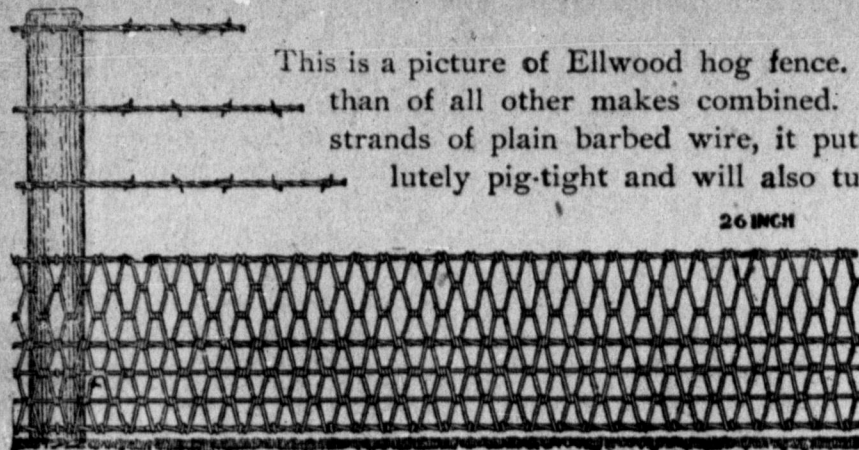 This is a picture of Ellwood hog fence.
than of all other makes combined.
strands of plain barbed wire, it put
lutely pig-tight and will also tu
26 INCH